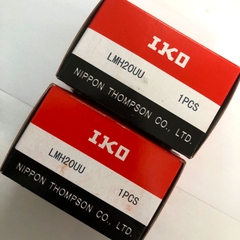 IKO
LMH20UU
1PCS
NIPPON THOMPSON CO., LTD.
IKO
LMH20UU
1PCS
NIPPON THOMPSON CO., LTD.